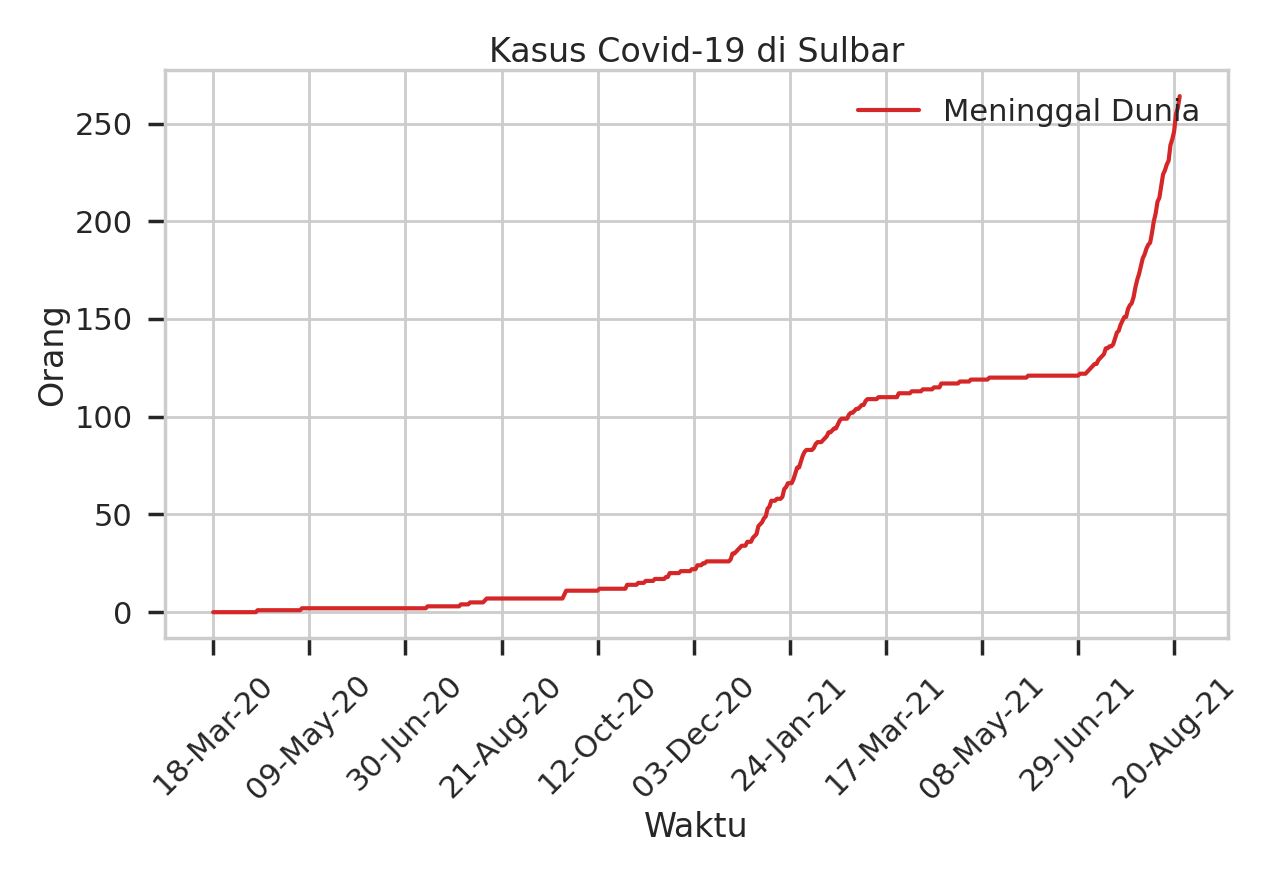 Kasus Covid-19 di Sulbar
Meninggal Dunia
Orang
250
200
150
100
50
0
18-Mar-20
09-May-20
30-Jun-20
21-Aug-20
12-Oct-20
03-Dec-20
24-Jan-21
17-Mar-21
08-May-21
29-Jun-21
20-Aug-21
Waktu